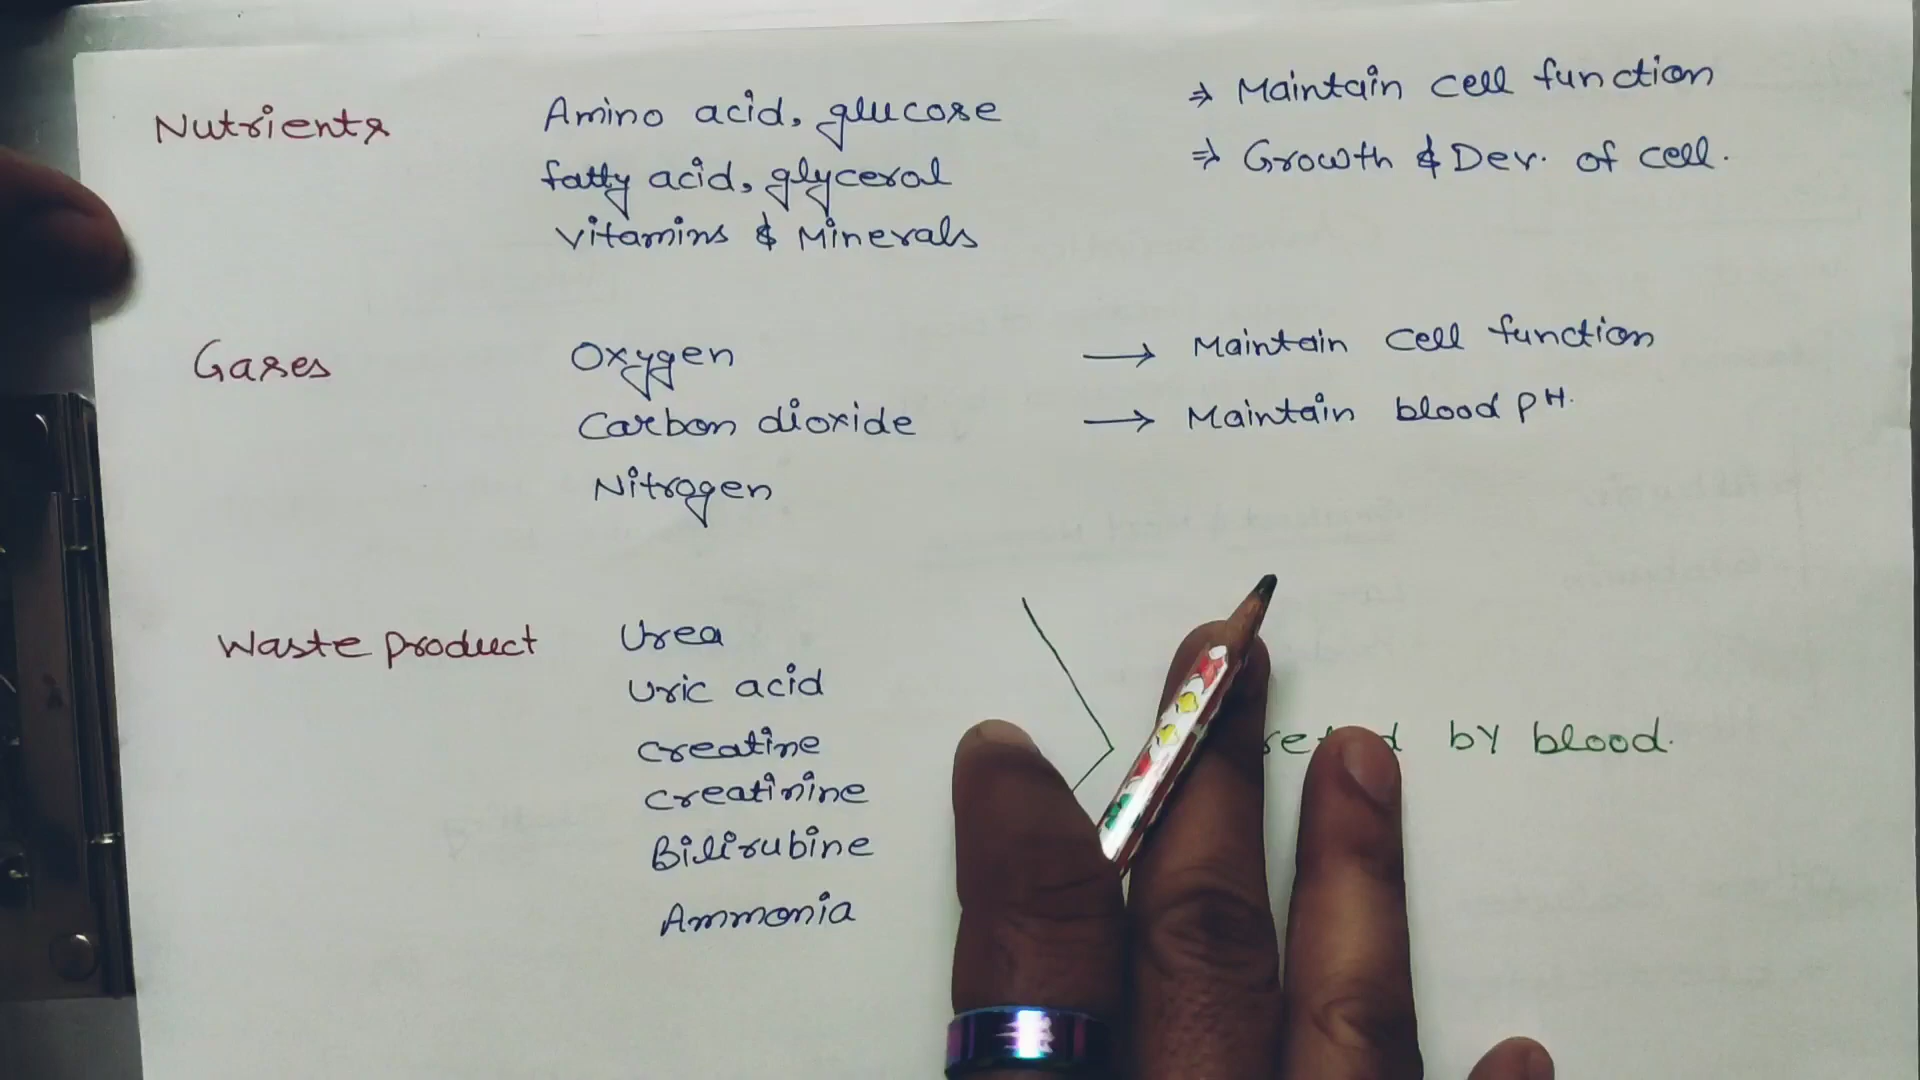 Nutrients
Amino acid, glucose
fatty acid, glyceral
vitamins & Minerals
⇒ Maintain cell function
⇒ Growth & Dev. of cell.
Gases
Oxygen
Carbon dioxide
Nitrogen
→ Maintain cell function
→ Maintain blood pH.
Waste product
Urea
Uric acid
creatine
creatinine
Bilirubine
Ammonia
by blood.